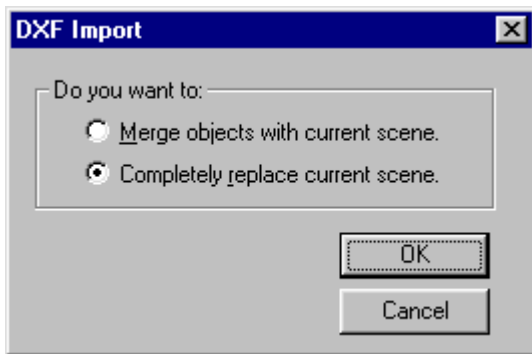 DXF Import
Do you want to:
Merge objects with current scene.
Completely replace current scene.
OK
Cancel